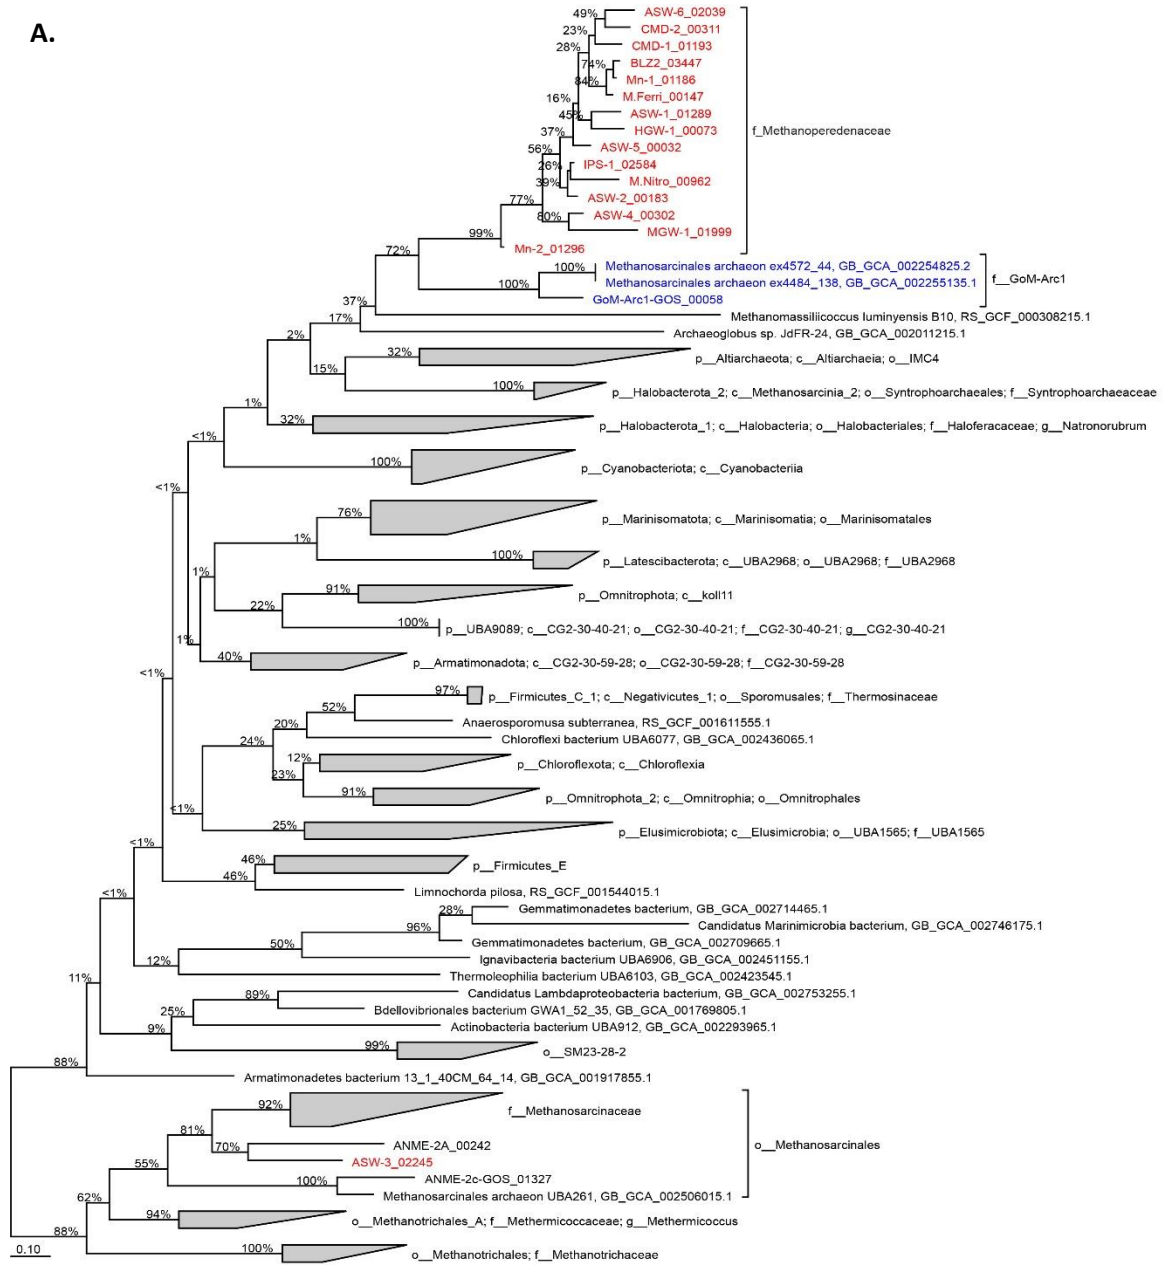 A.
49% ASW-6_02039
23% CMD-2_00311
28% CMD-1_01193
74% BLZ2_03447
84% Mn-1_01186
M.Ferri_00147
16% ASW-1_01289
45% HGW-1_00073
f_Methanoperedenaceae
37% ASW-5_00032
56% IPS-1_02584
26% M.Nitro_00962
39% ASW-2_00183
77% ASW-4_00302
80% MGW-1_01999
99% Mn-2_01296
72%
100% Methanosarcinales archaeon ex4572_44, GB_GCA_002254825.2
Methanosarcinales archaeon ex4484_138, GB_GCA_002255135.1
f__GoM-Arc1
100% GoM-Arc1-GOS_00058
37% Methanomassiliicoccus luminyensis B10, RS_GCF_000308215.1
17% Archaeoglobus sp. JdFR-24, GB_GCA_002011215.1
2%
32% p__Altiarchaeota; c__Altiarchaeia; o__IMC4
15%
100% p__Halobacterota_2; c__Methanosarcinia_2; o__Syntrophoarchaeales; f__Syntrophoarchaeaceae
1%
32% p__Halobacterota_1; c__Halobacteria; o__Halobacteriales; f__Haloferacaceae; g__Natronorubrum
<1%
100% p__Cyanobacteriota; c__Cyanobacteriia
<1%
76% p__Marinisomatota; c__Marinisomatia; o__Marinisomatales
1%
100% p__Latescibacterota; c__UBA2968; o__UBA2968; f__UBA2968
1%
91% p__Omnitrophota; c__koll11
22%
100% p__UBA9089; c__CG2-30-40-21; o__CG2-30-40-21; f__CG2-30-40-21; g__CG2-30-40-21
1%
40% p__Armatimonadota; c__CG2-30-59-28; o__CG2-30-59-28; f__CG2-30-59-28
<1%
97% p__Firmicutes_C_1; c__Negativicutes_1; o__Sporomusales; f__Thermosinaceae
52%
Anaerosporomusa subterranea, RS_GCF_001611555.1
20%
Chloroflexi bacterium UBA6077, GB_GCA_002436065.1
24%
12% p__Chloroflexota; c__Chloroflexia
23%
91% p__Omnitrophota_2; c__Omnitrophia; o__Omnitrophales
<1%
25% p__Elusimicrobiota; c__Elusimicrobia; o__UBA1565; f__UBA1565
<1%
46% p__Firmicutes_E
46%
Limnochorda pilosa, RS_GCF_001544015.1
<1%
28% Gemmatimonadetes bacterium, GB_GCA_002714465.1
Candidatus Marinimicrobia bacterium, GB_GCA_002746175.1
96%
Gemmatimonadetes bacterium, GB_GCA_002709665.1
50%
Ignavibacteria bacterium UBA6906, GB_GCA_002451155.1
12%
Thermoleophilia bacterium UBA6103, GB_GCA_002423545.1
11%
89% Candidatus Lambdaproteobacteria bacterium, GB_GCA_002753255.1
Bdellovibrionales bacterium GWA1_52_35, GB_GCA_001769805.1
25%
Actinobacteria bacterium UBA912, GB_GCA_002293965.1
9%
99% o__SM23-28-2
88%
Armatimonadetes bacterium 13_1_40CM_64_14, GB_GCA_001917855.1
92% f__Methanosarcinaceae
81%
70% ANME-2A_00242
o__Methanosarcinales
ASW-3_02245
55%
100% ANME-2c-GOS_01327
Methanosarcinales archaeon UBA261, GB_GCA_002506015.1
62%
94% o__Methanotrichales_A; f__Methermicoccaceae; g__Methermicoccus
88%
100% o__Methanotrichales; f__Methanotrichaceae
0.10